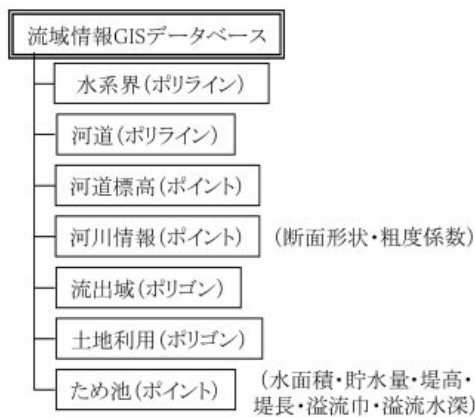 流域情報GISデータベース
水系界(ポリライン)
河道(ポリライン)
河道標高(ポイント)
河川情報(ポイント) (断面形状・粗度係数)
流出域(ポリゴン)
土地利用(ポリゴン)
ため池(ポイント) (水面積・貯水量・堤高・
堤長・溢流巾・溢流水深)